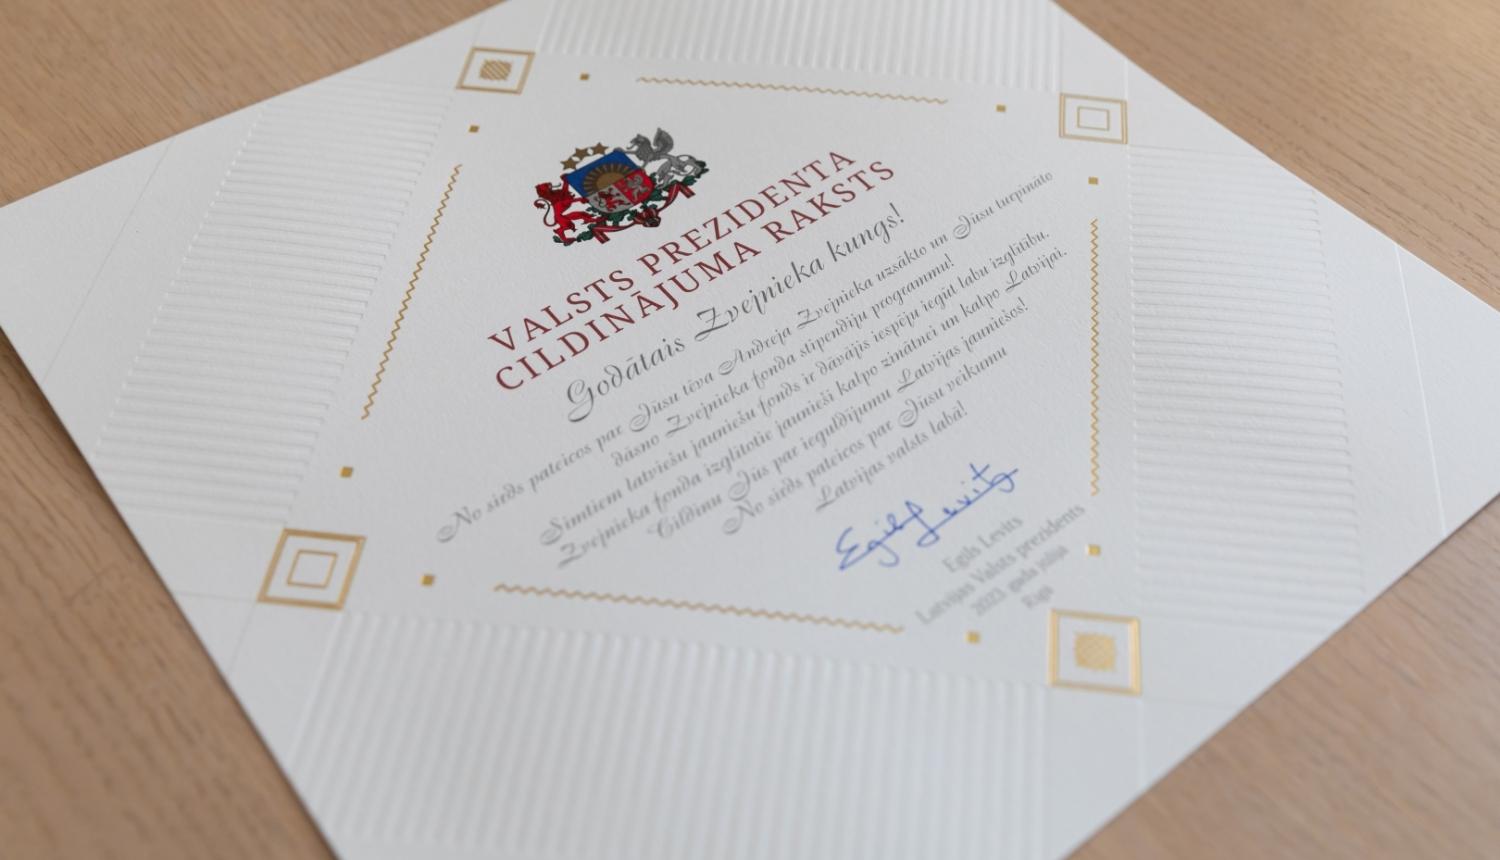 VALSTS PREZIDENTA
CILDINĀJUMA RAKSTS
Godātais Zvejnieka kungs!
No sirds pateicos par Jūsu tēva Andreja Zvejnieka uzsākto un Jūsu turpināto
dāsno Zvejnieka fonda stipendiju programmu!
Simtiem latviešu jauniešu fonds ir dāvājis iespēju iegūt labu izglītību.
Zvejnieka fonda izglītotie jaunieši kalpo zinātnei un kalpo Latvijai.
Cildinu Jūs par ieguldījumu Latvijas jauniešos!
No sirds pateicos par Jūsu veikumu
Latvijas valsts labā!
Egils Levits
Egils Levits
Latvijas Valsts prezidents
2023. gada jūlijā
Rīgā